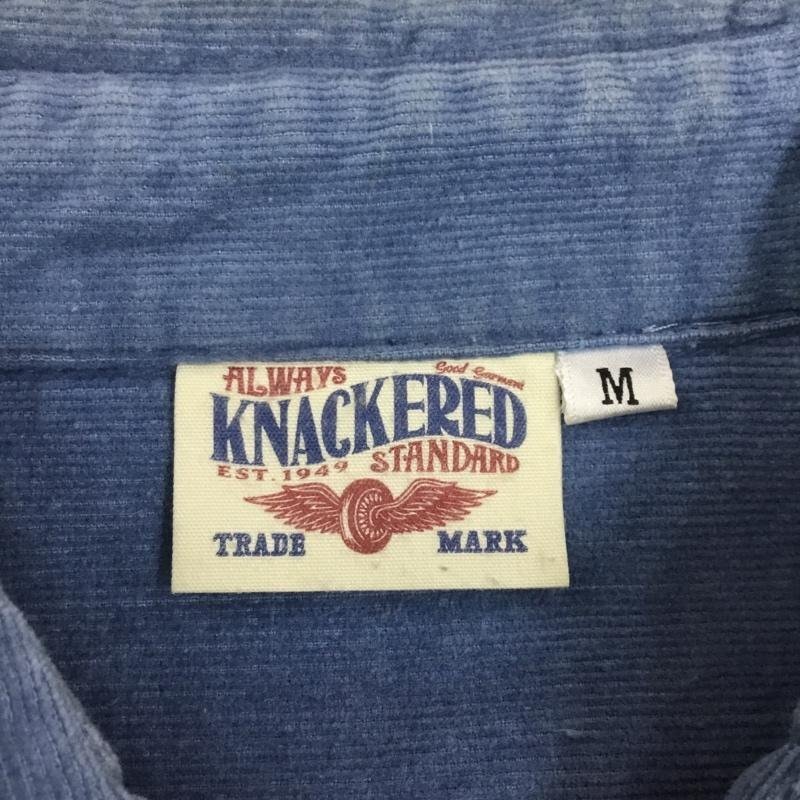 ALWAYS Good Garment
KNACKERED
EST. 1949 STANDARD
TRADE MARK
M